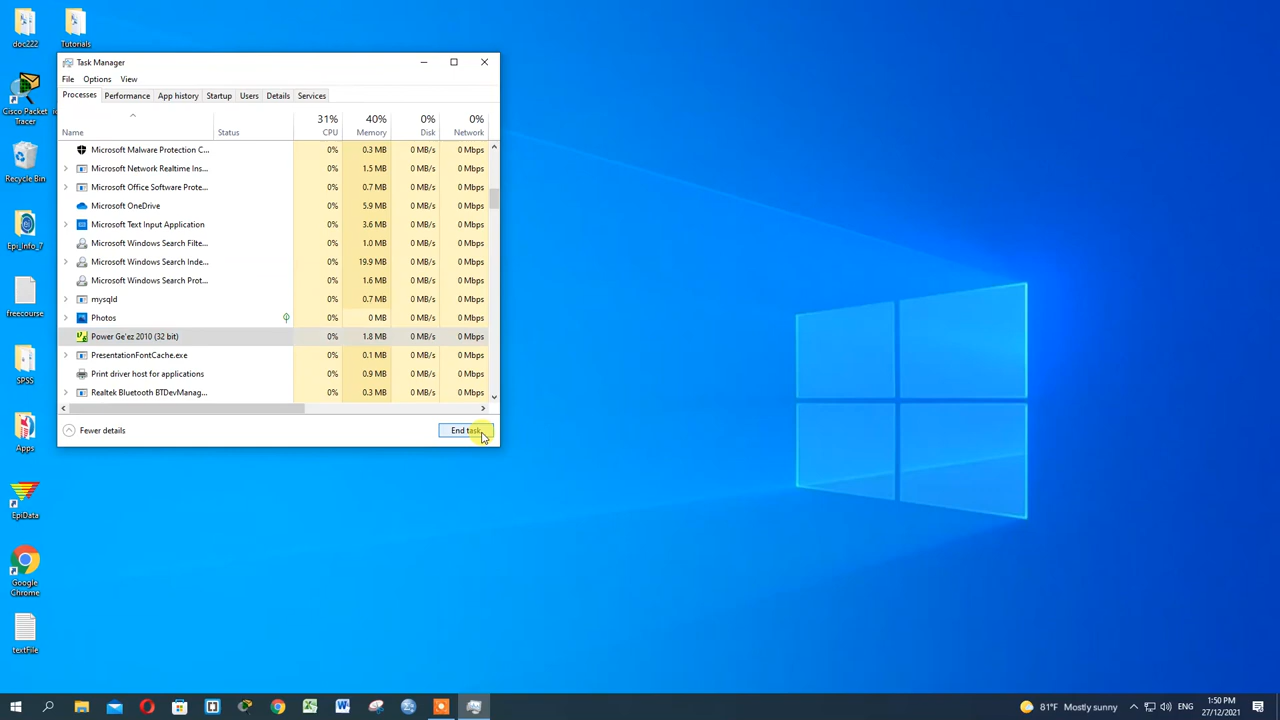 doc222
Tutorials
Cisco Packet
Tracer
Recycle Bin
Epi_Info_7
freecourse
SPSS
Apps
EpiData
Google
Chrome
textFile
Task Manager
File Options View
Processes Performance App history Startup Users Details Services
31% 40% 0% 0%
Name Status CPU Memory Disk Network
Microsoft Malware Protection C... 0% 0.3 MB 0 MB/s 0 Mbps
Microsoft Network Realtime Ins... 0% 1.5 MB 0 MB/s 0 Mbps
Microsoft Office Software Prote... 0% 0.7 MB 0 MB/s 0 Mbps
Microsoft OneDrive 0% 5.9 MB 0 MB/s 0 Mbps
Microsoft Text Input Application 0% 3.6 MB 0 MB/s 0 Mbps
Microsoft Windows Search Filte... 0% 1.0 MB 0 MB/s 0 Mbps
Microsoft Windows Search Inde... 0% 19.9 MB 0 MB/s 0 Mbps
Microsoft Windows Search Prot... 0% 1.6 MB 0 MB/s 0 Mbps
mysqld 0% 0.7 MB 0 MB/s 0 Mbps
Photos 0% 0 MB 0 MB/s 0 Mbps
Power Ge'ez 2010 (32 bit) 0% 1.8 MB 0 MB/s 0 Mbps
PresentationFontCache.exe 0% 0.1 MB 0 MB/s 0 Mbps
Print driver host for applications 0% 0.9 MB 0 MB/s 0 Mbps
Realtek Bluetooth BTDevManag... 0% 0.3 MB 0 MB/s 0 Mbps
Fewer details End task
81°F Mostly sunny ENG 1:50 PM
27/12/2021